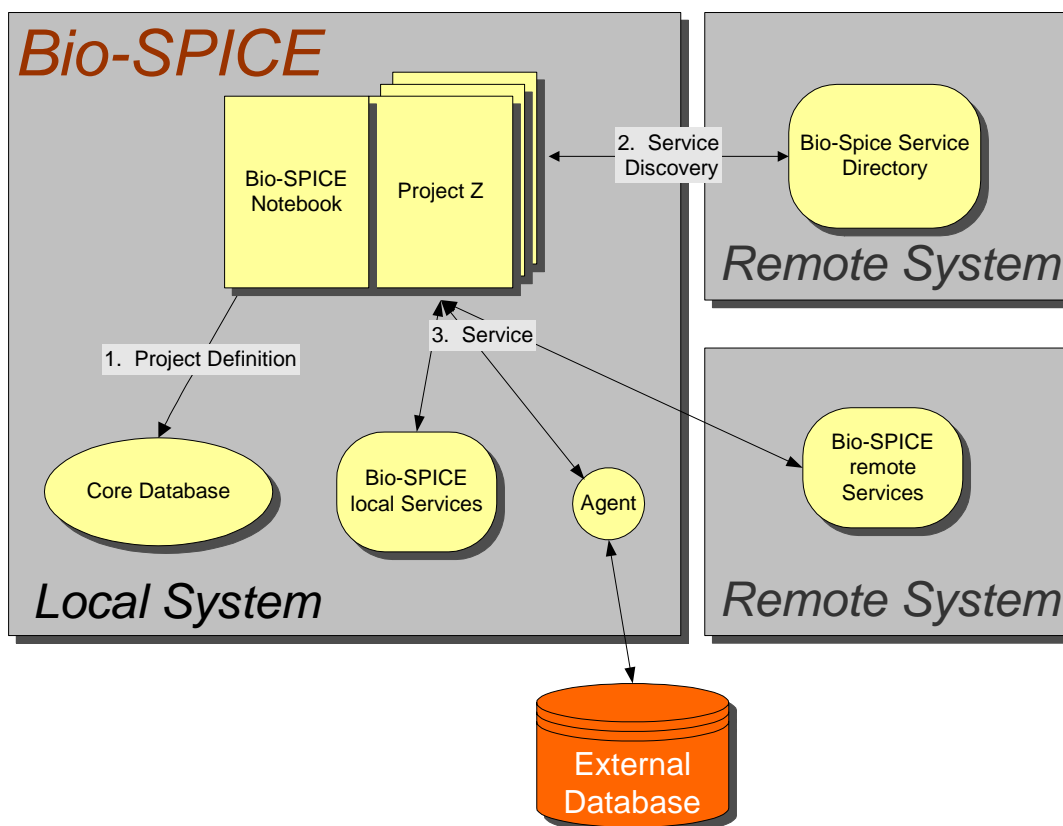 Bio-SPICE
Bio-SPICE
Notebook
Project Z
2. Service
Discovery
Bio-Spice Service
Directory
Remote System
1. Project Definition
3. Service
Core Database
Bio-SPICE
local Services
Agent
Bio-SPICE
remote
Services
Local System
Remote System
External
Database